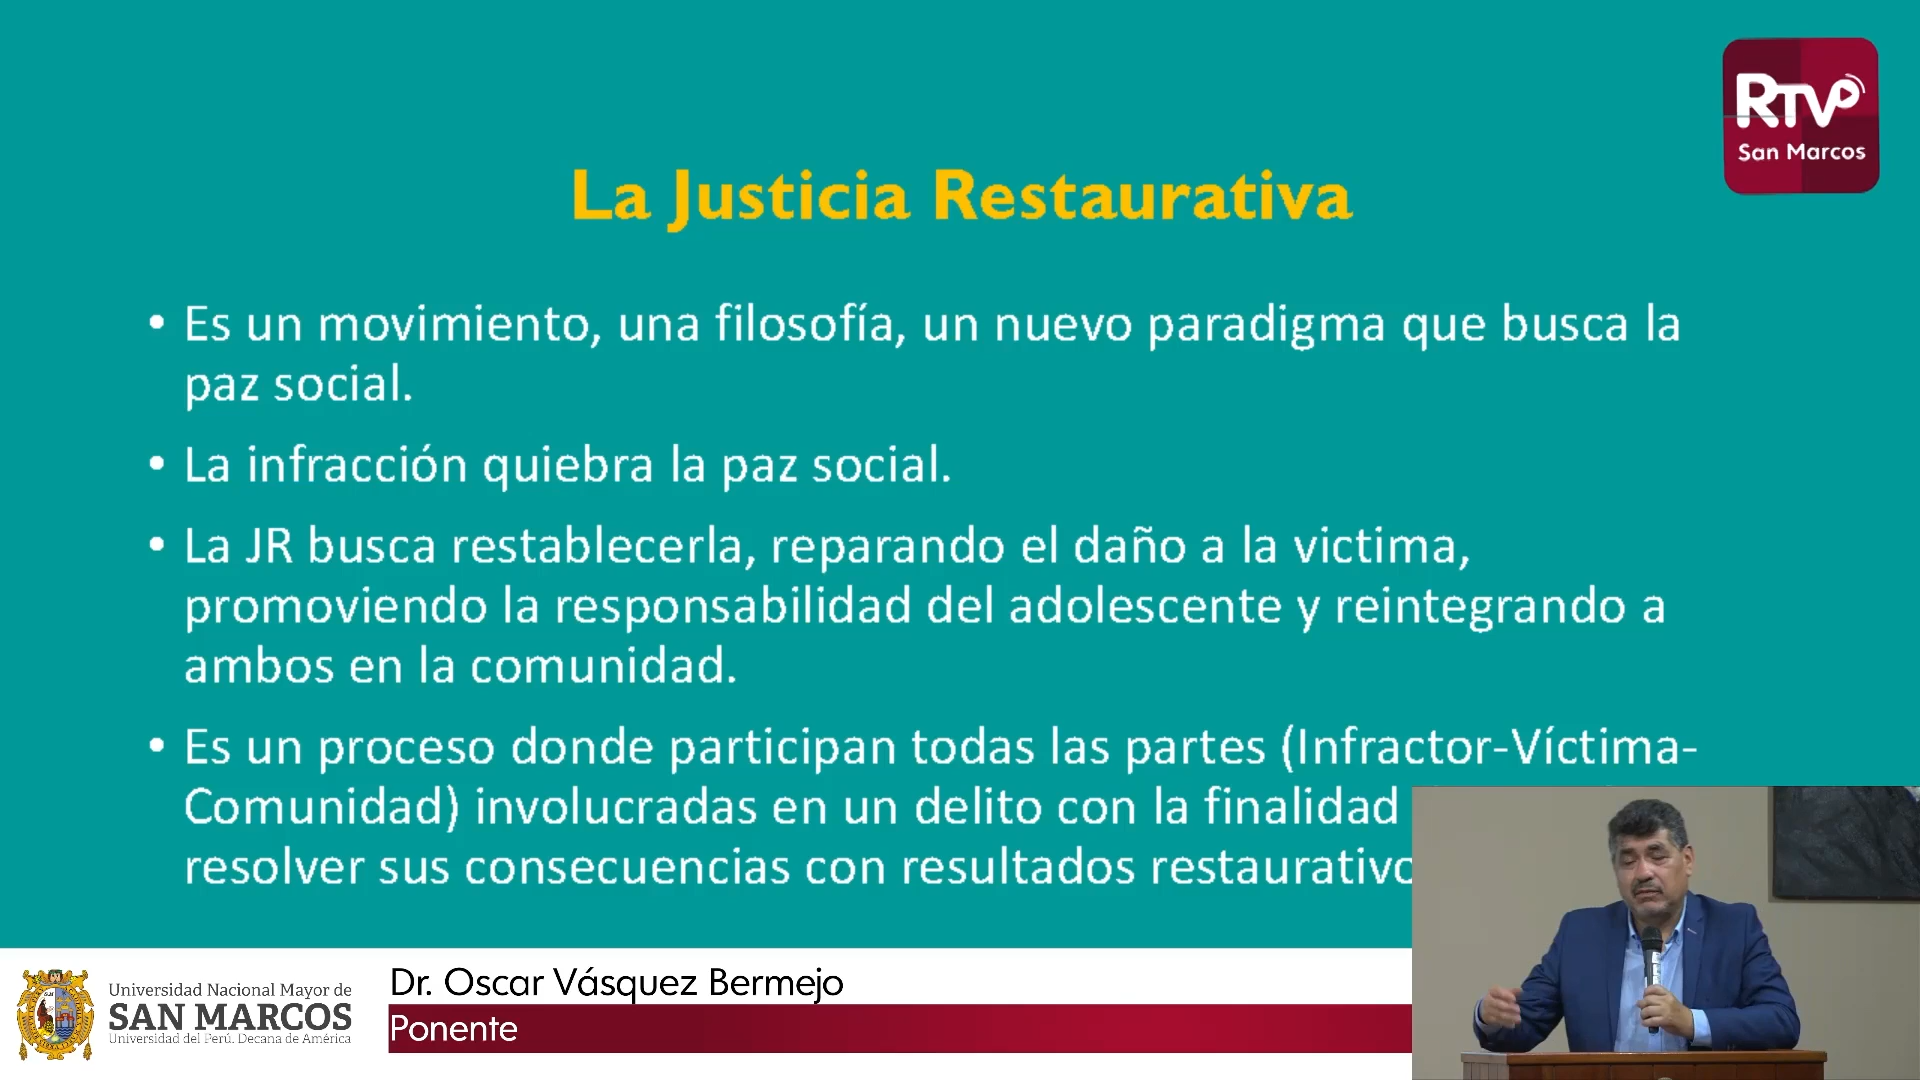 RTV
San Marcos
La Justicia Restaurativa
• Es un movimiento, una filosofía, un nuevo paradigma que busca la
paz social.
• La infracción quiebra la paz social.
• La JR busca restablecerla, reparando el daño a la victima,
promoviendo la responsabilidad del adolescente y reintegrando a
ambos en la comunidad.
• Es un proceso donde participan todas las partes (Infractor-Víctima-
Comunidad) involucradas en un delito con la finalidad
resolver sus consecuencias con resultados
Universidad Nacional Mayor de
SAN MARCOS
Universidad del Perú. Decana de América
Dr. Oscar Vásquez Bermejo
Ponente